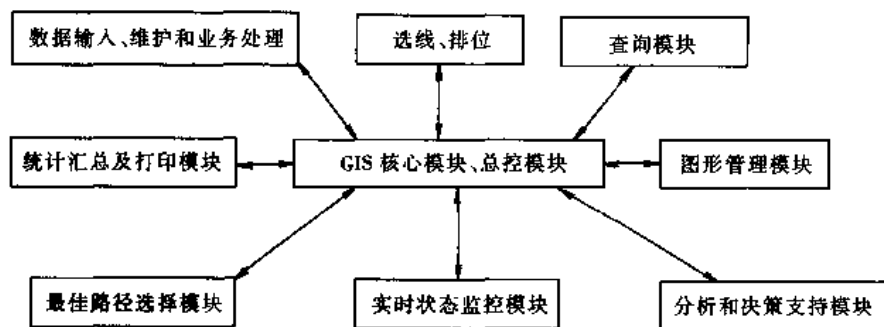 数据输入、维护和业务处理
选线、排位
查询模块
统计汇总及打印模块
GIS 核心模块、总控模块
图形管理模块
最佳路径选择模块
实时状态监控模块
分析和决策支持模块